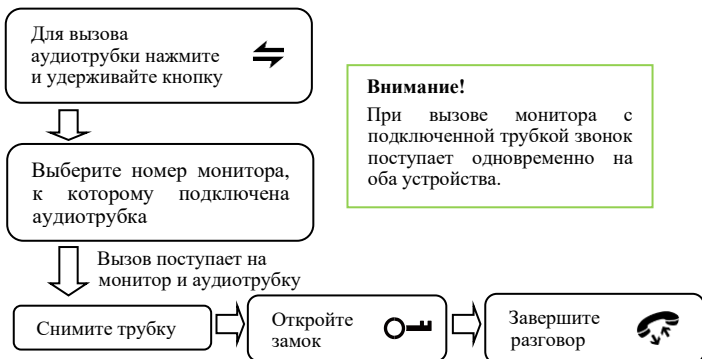 Для вызова
аудиотрубки нажмите
и удерживайте кнопку
Внимание!
При вызове монитора с
подключенной трубкой звонок
поступает одновременно на
оба устройства.
Выберите номер монитора,
к которому подключена
аудиотрубка
Вызов поступает на
монитор и аудиотрубку
Снимите трубку
Откройте
замок
Завершите
разговор